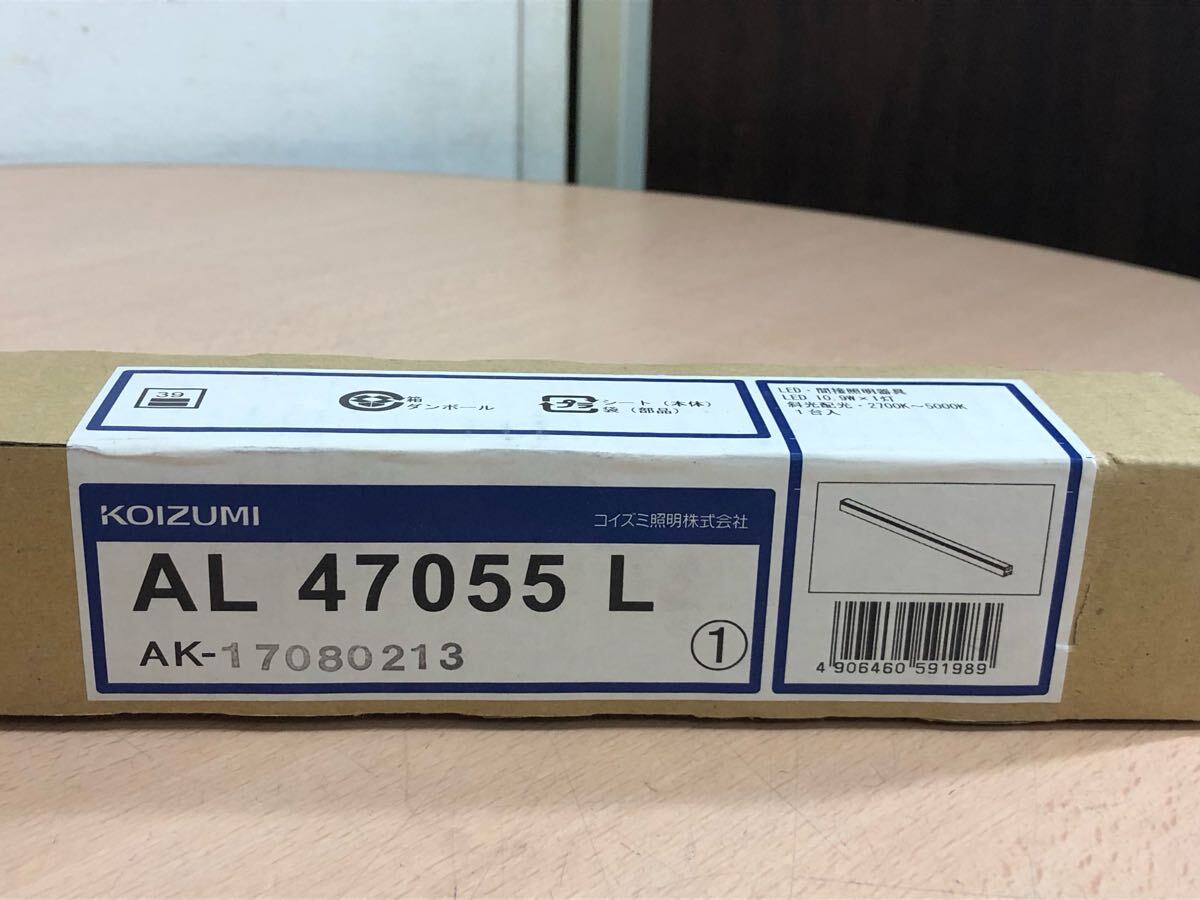 39
箱
ダンボール
プラ
シート（本体）
袋（部品）
LED・間接照明器具
LED 10.9W×1灯
斜光配光・2700K～5000K
1台入
KOIZUMI
コイズミ照明株式会社
AL 47055 L
AK-17080213
①
4 906460 591989